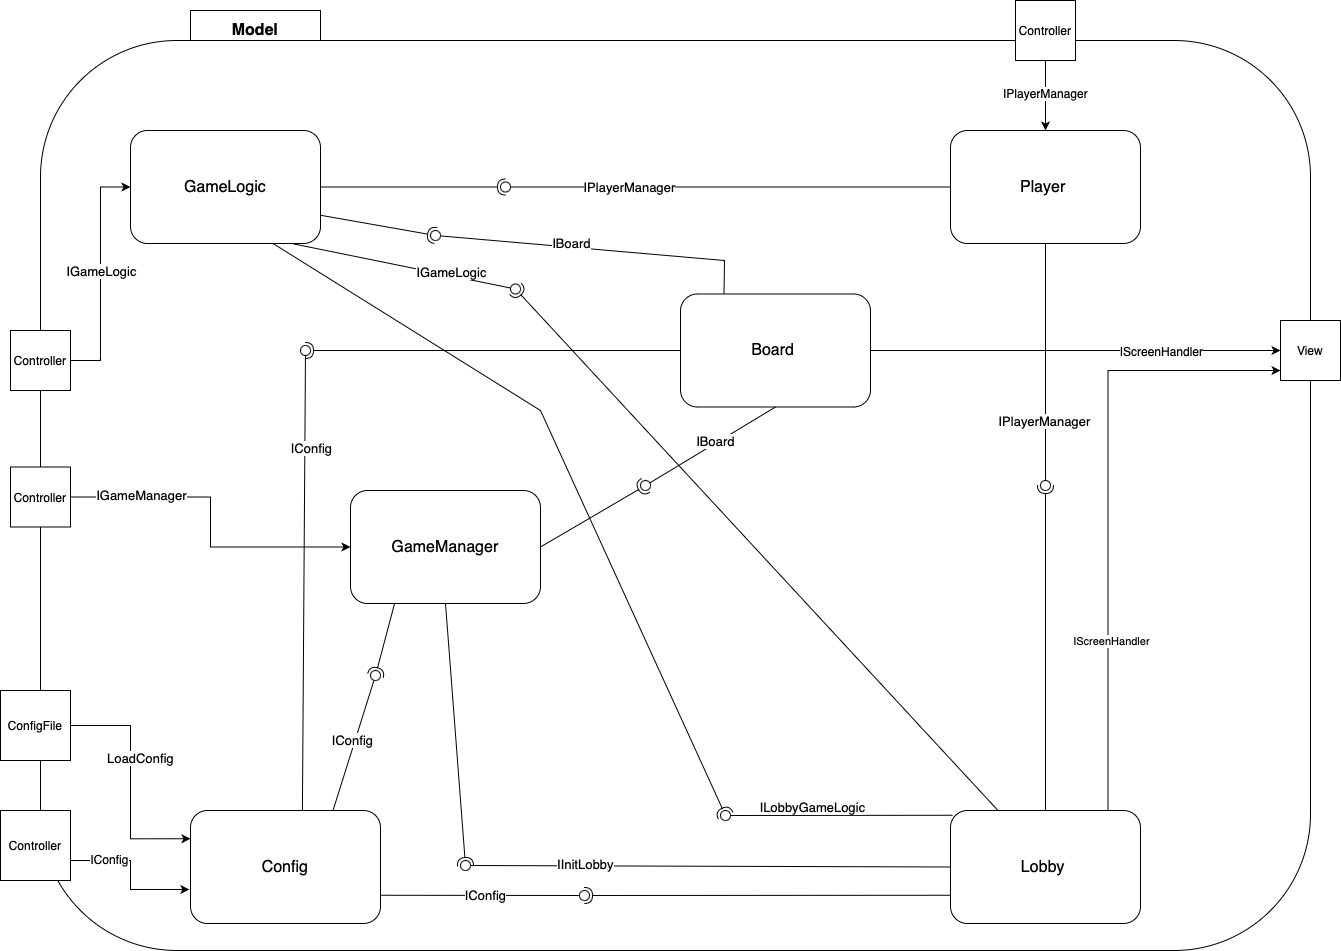 Model
Controller
IPlayerManager
GameLogic
IPlayerManager
Player
IBoard
IGameLogic
IGameLogic
Controller
Board
IScreenHandler
View
IPlayerManager
IBoard
IConfig
Controller
IGameManager
GameManager
IScreenHandler
ConfigFile
IConfig
LoadConfig
ILobbyGameLogic
Controller
IConfig
Config
IInitLobby
Lobby
IConfig